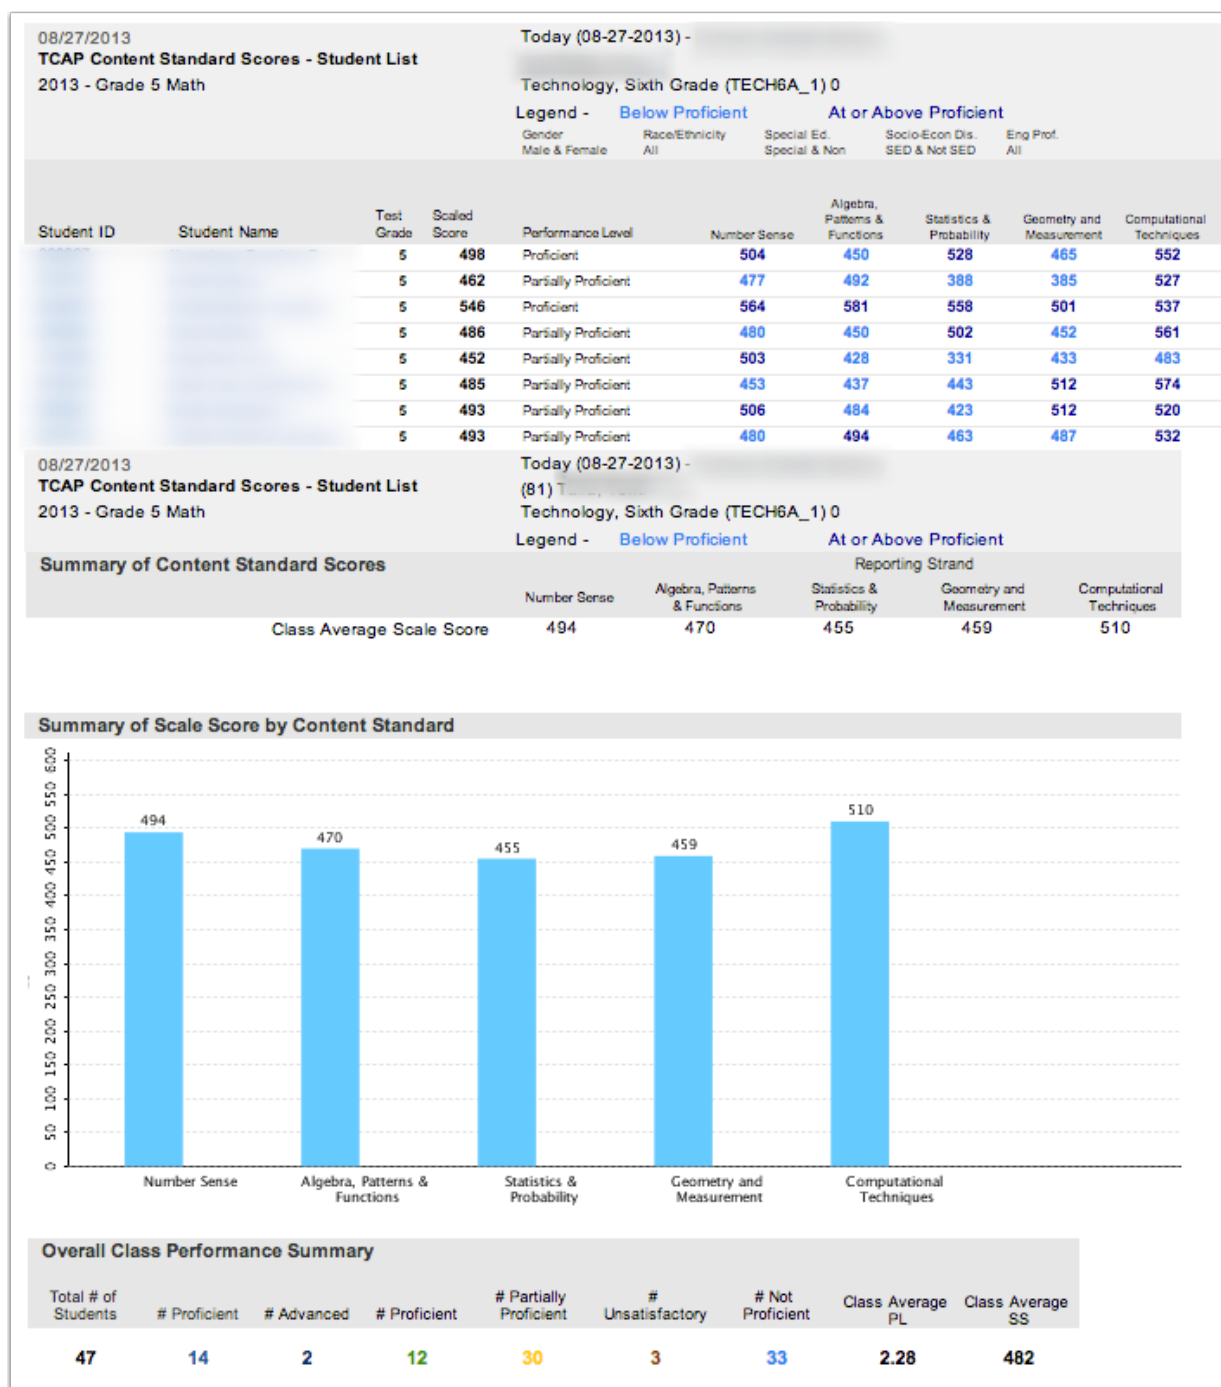 08/27/2013 Today (08-27-2013) -
TCAP Content Standard Scores - Student List
2013 - Grade 5 Math Technology, Sixth Grade (TECH6A_1) 0
Legend - Below Proficient At or Above Proficient
Gender Race/Ethnicity Special Ed. Socio-Econ Dis. Eng Prof.
Male & Female All Special & Non SED & Not SED All
Algebra,
Test Scaled Patterns & Statistics & Geometry and Computational
Student ID Student Name Grade Score Performance Level Number Sense Functions Probability Measurement Techniques
5 498 Proficient 504 450 528 465 552
5 462 Partially Proficient 477 492 388 385 527
5 546 Proficient 564 581 558 501 537
5 486 Partially Proficient 480 450 502 452 561
5 452 Partially Proficient 503 428 331 433 483
5 485 Partially Proficient 453 437 443 512 574
5 493 Partially Proficient 506 484 423 512 520
5 493 Partially Proficient 480 494 463 487 532
08/27/2013 Today (08-27-2013) -
TCAP Content Standard Scores - Student List (81)
2013 - Grade 5 Math Technology, Sixth Grade (TECH6A_1) 0
Legend - Below Proficient At or Above Proficient
Summary of Content Standard Scores Reporting Strand
Number Sense Algebra, Patterns Statistics & Geometry and Computational
& Functions Probability Measurement Techniques
Class Average Scale Score 494 470 455 459 510
Summary of Scale Score by Content Standard
600
550
500
450
400
350
300
250
200
150
100
50
0
494 470 455 459 510
Number Sense Algebra, Patterns & Statistics & Geometry and Computational
Functions Probability Measurement Techniques
Overall Class Performance Summary
Total # of # Partially # # Not Class Average Class Average
Students # Proficient # Advanced # Proficient Proficient Unsatisfactory Proficient PL SS
47 14 2 12 30 3 33 2.28 482